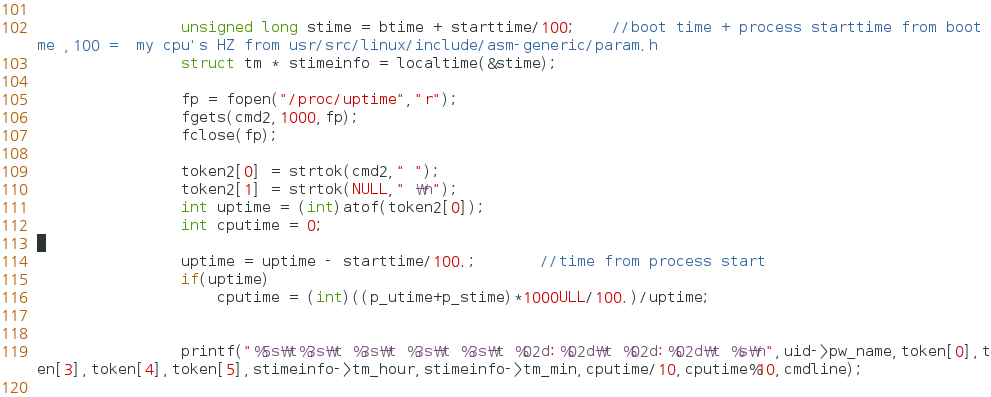 101
102 unsigned long stime = btime + starttime/100; //boot time + process starttime from boot
me ,100 = my cpu's HZ from usr/src/linux/include/asm-generic/param.h
103 struct tm * stimeinfo = localtime(&stime);
104
105 fp = fopen("/proc/uptime","r");
106 fgets(cmd2,1000,fp);
107 fclose(fp);
108
109 token2[0] = strtok(cmd2," ");
110 token2[1] = strtok(NULL," ₩n");
111 int uptime = (int)atof(token2[0]);
112 int cputime = 0;
113
114 uptime = uptime - starttime/100.; //time from process start
115 if(uptime)
116 cputime = (int)((p_utime+p_stime)*1000ULL/100.)/uptime;
117
118
119 printf("%5s₩t%3s₩t %3s₩t %3s₩t %3s₩t %02d:%02d₩t %02d:%02d₩t %s₩n",uid->pw_name,token[0],t
en[3],token[4],token[5],stimeinfo->tm_hour,stimeinfo->tm_min,cputime/10,cputime%10,cmdline);
120